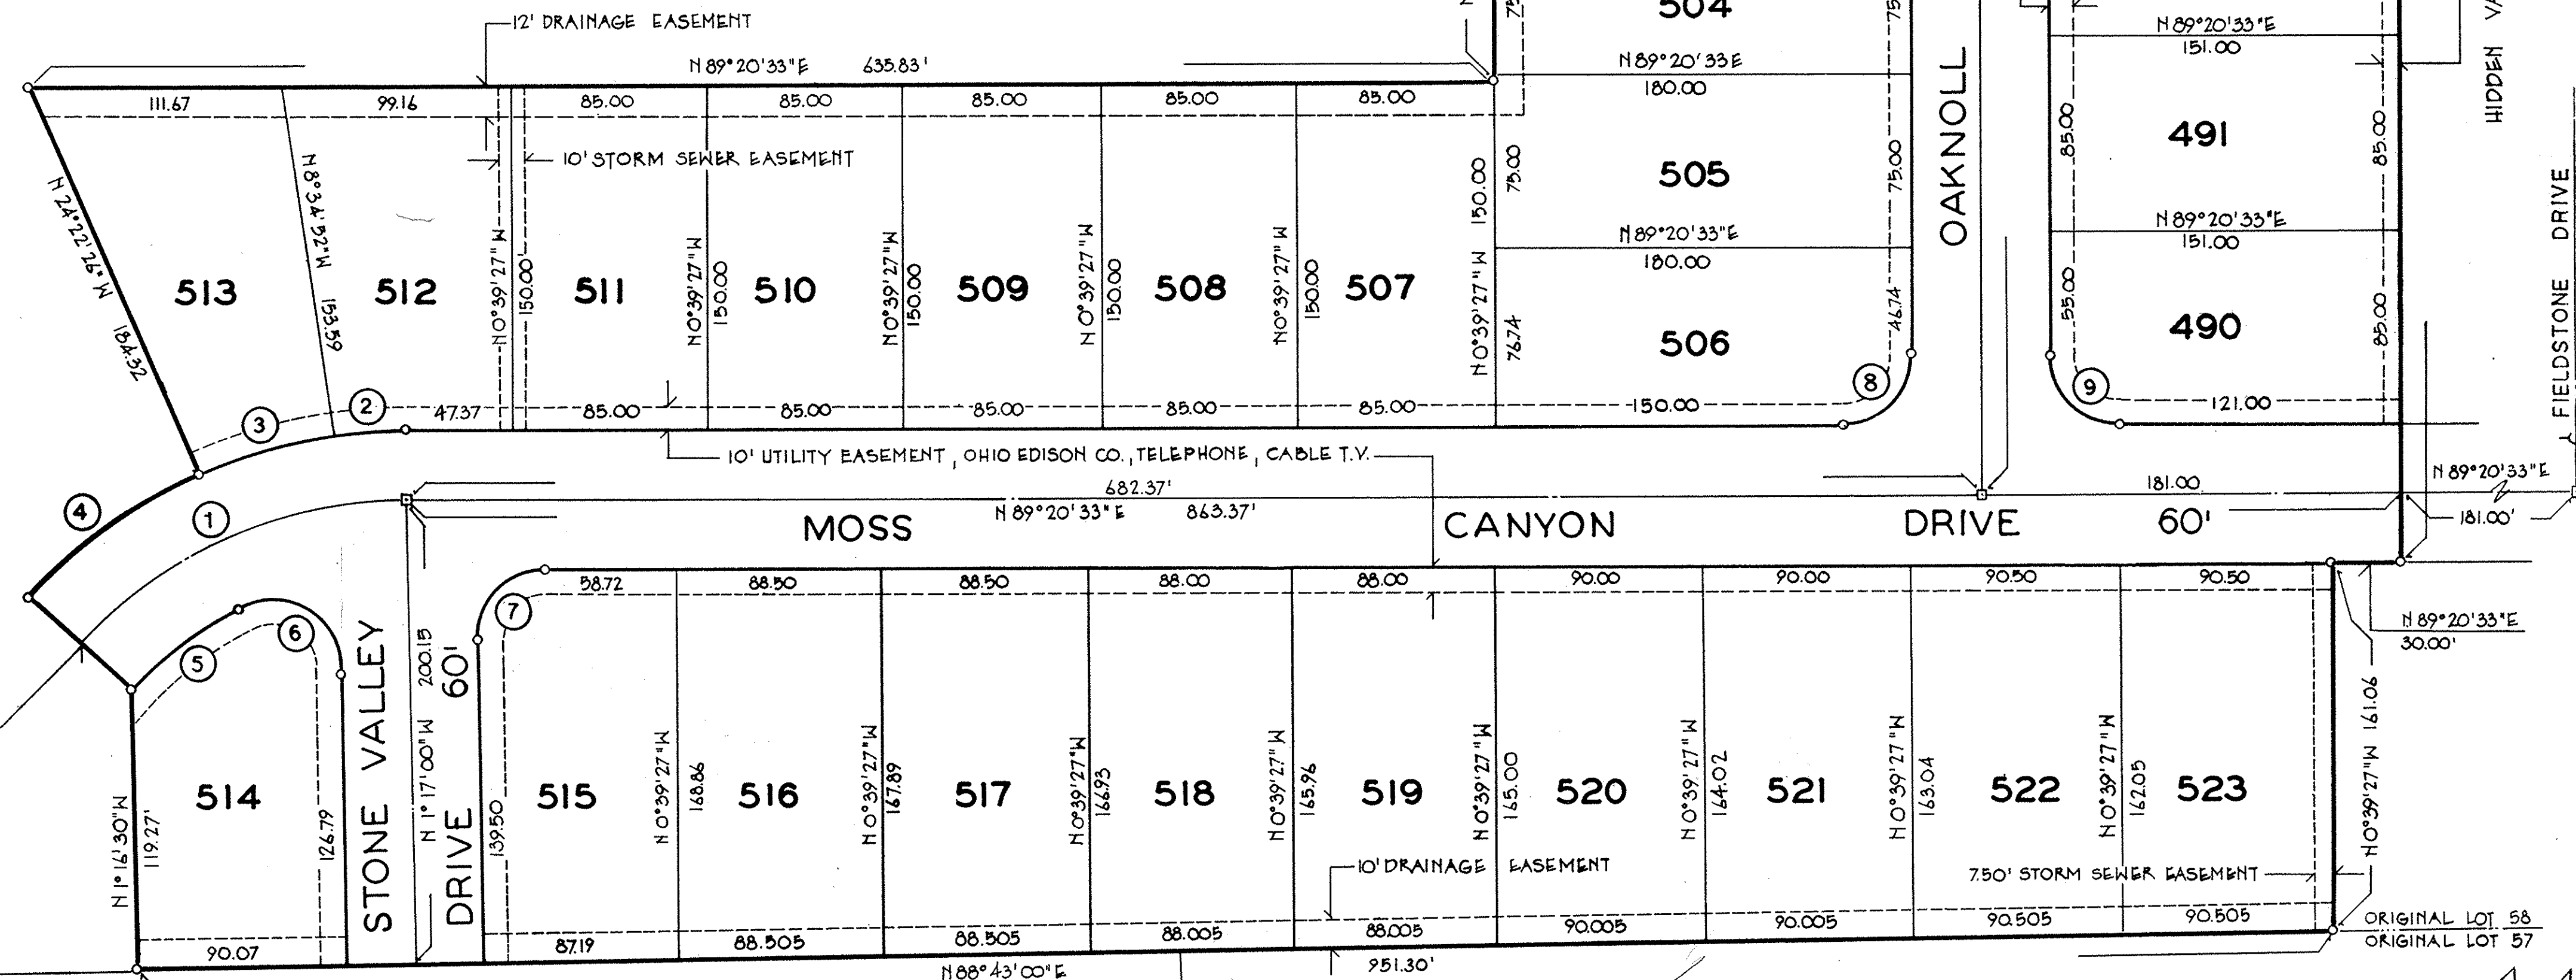 12' DRAINAGE EASEMENT
N 89°20'33"E 635.83'
111.67
99.16
85.00
85.00
85.00
85.00
85.00
10' STORM SEWER EASEMENT
N 24°22'26" W 184.32
513
N 8°34'52"W 153.59
512
N 0°39'27" W
150.00'
511
N 0°39'27"W
150.00
510
N 0°39'27"W
150.00
509
N 0°39'27"W
150.00
508
N 0°39'27"W
150.00
507
N 0°39'27" W 150.00
3
2
47.37
85.00
85.00
85.00
85.00
85.00
504
75
75
N 89°20'33E
180.00
75.00
505
75.00
N 89°20'33"E
180.00
76.74
506
46.74
8
150.00
OAKNOLL
N 89°20'33"E
151.00
85.00
491
85.00
N 89°20'33"E
151.00
55.00
490
85.00
9
121.00
HIDDEN VA
FIELDSTONE DRIVE
10' UTILITY EASEMENT, OHIO EDISON CO., TELEPHONE, CABLE T.V.
4
1
682.37'
N 89°20'33"E 863.37'
181.00
N 89°20'33"E
181.00'
MOSS CANYON DRIVE 60'
58.72
88.50
88.50
88.00
88.00
90.00
90.00
90.50
90.50
N 89°20'33"E
30.00'
5
6
7
STONE VALLEY
DRIVE 60'
N 1°17'00"W 200.15
N 1°16'30"W
119.27'
514
126.79
90.07
139.50
515
N 0°39'27"W
168.86
516
N 0°39'27"W
167.89
517
N 0°39'27"W
166.93
518
N 0°39'27"W
165.96
519
N 0°39'27"W
165.00
520
N 0°39'27"W
164.02
521
N 0°39'27"W
163.04
522
N 0°39'27"W
162.05
523
N 0°39'27"W 161.06
10' DRAINAGE EASEMENT
7.50' STORM SEWER EASEMENT
87.19
88.505
88.505
88.005
88.005
90.005
90.005
90.505
90.505
ORIGINAL LOT 58
ORIGINAL LOT 57
N 88°43'00"E 951.30'